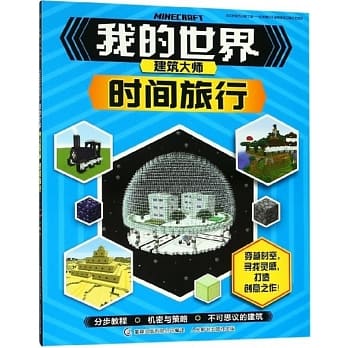 MINECRAFT
我的世界
建筑大师
时间旅行
穿越时空，
寻找灵感，
打造
创意之作！
分步教程 机密与策略 不可思议的建筑